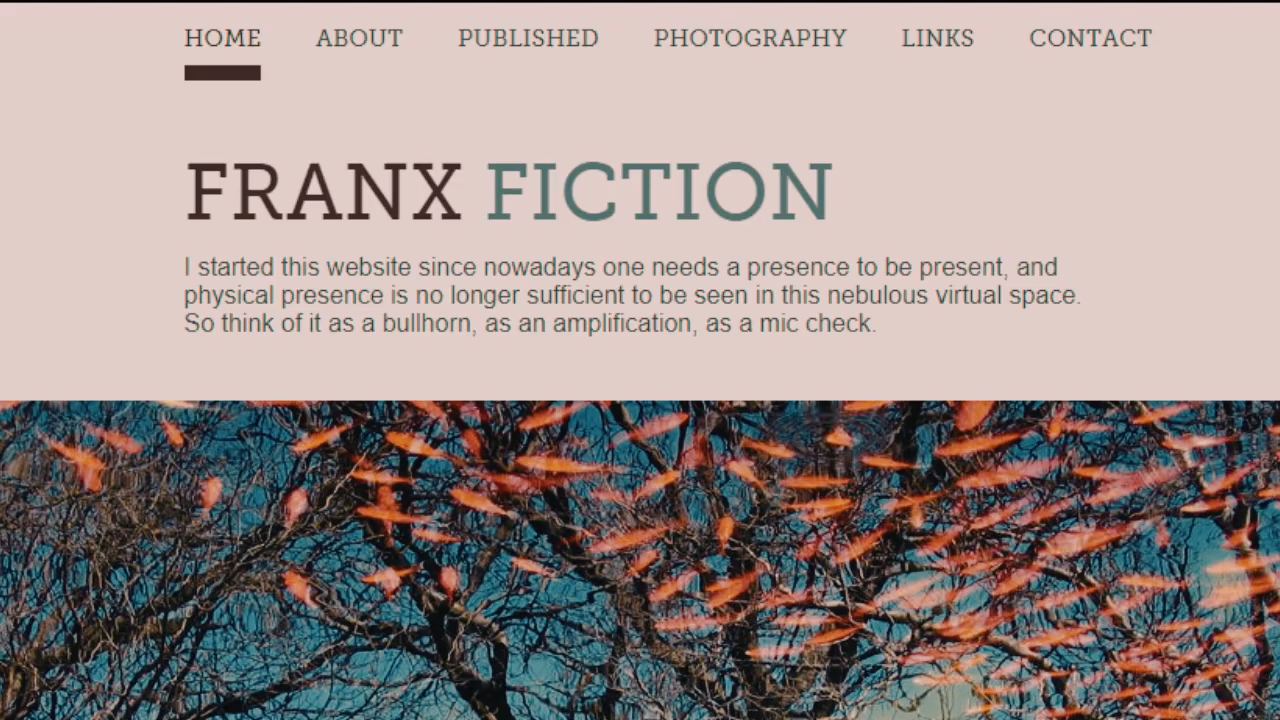 HOME ABOUT PUBLISHED PHOTOGRAPHY LINKS CONTACT
FRANX FICTION
I started this website since nowadays one needs a presence to be present, and
physical presence is no longer sufficient to be seen in this nebulous virtual space.
So think of it as a bullhorn, as an amplification, as a mic check.